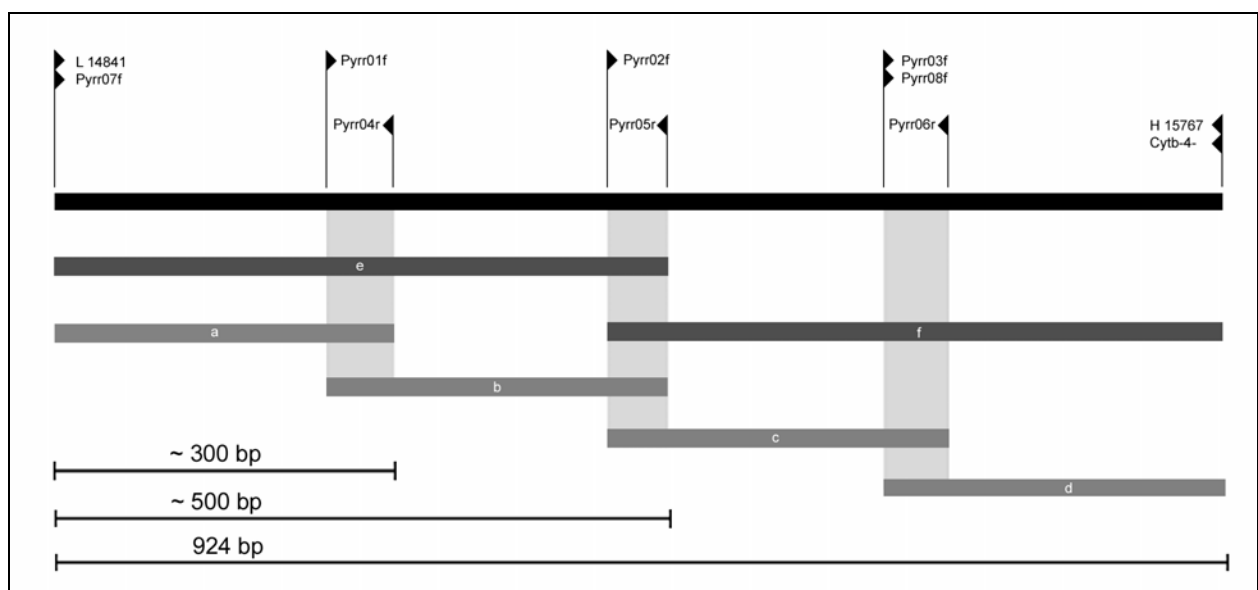 L 14841
Pyrr07f
Pyrr01f
Pyrr02f
Pyrr03f
Pyrr08f
Pyrr04r
Pyrr05r
Pyrr06r
H 15767
Cytb-4-
e
a
f
b
c
d
~ 300 bp
~ 500 bp
924 bp